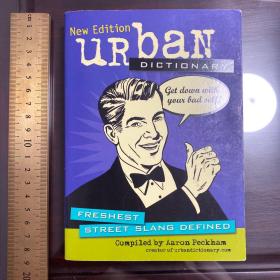 New Edition
urban
DICTIONARY
Get down with
your bad self!
FRESHEST
STREET SLANG DEFINED
Compiled by Aaron Peckham
creator of urbandictionary.com